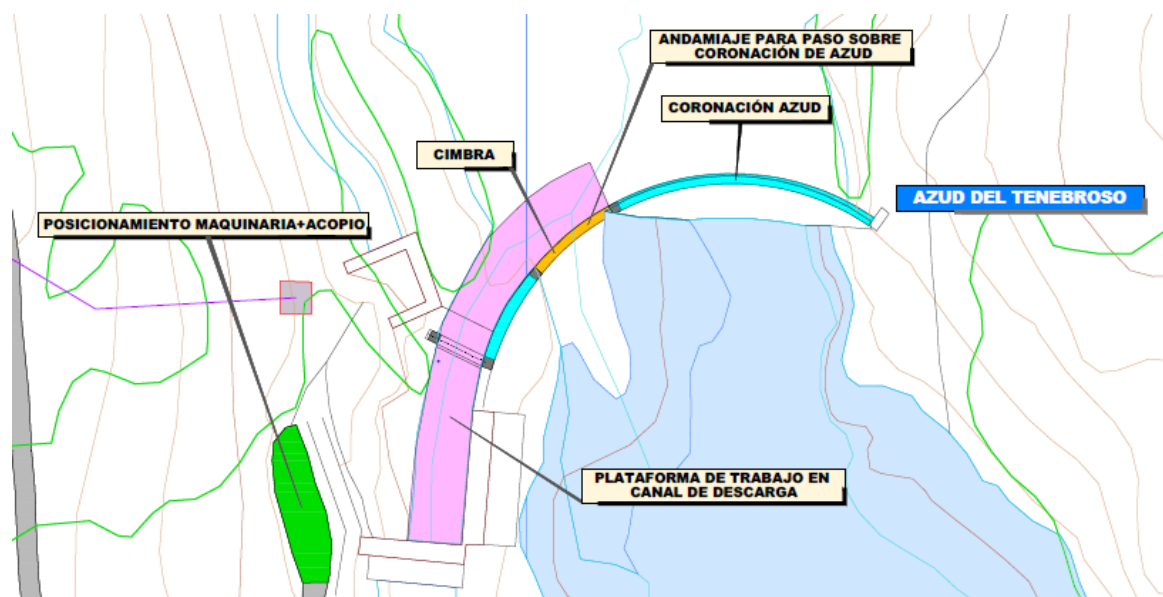 ANDAMIAJE PARA PASO SOBRE
CORONACIÓN DE AZUD
CORONACIÓN AZUD
CIMBRA
AZUD DEL TENEBROSO
POSICIONAMIENTO MAQUINARIA+ACOPIO
PLATAFORMA DE TRABAJO EN
CANAL DE DESCARGA